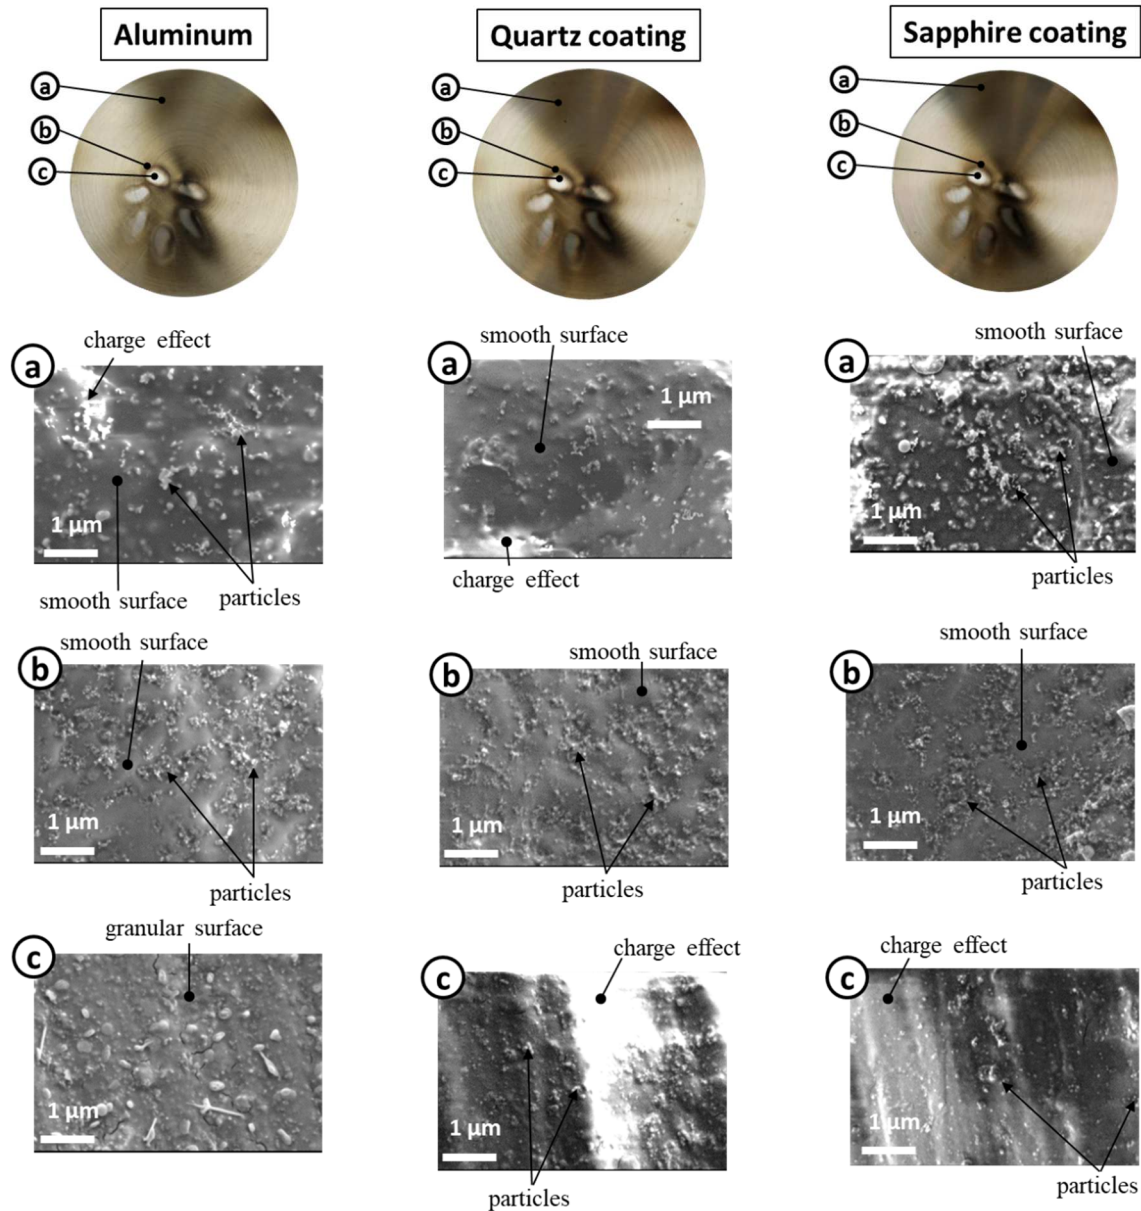 Aluminum
Quartz coating
Sapphire coating
a
b
c
a
b
c
a
b
c
a
charge effect
1 µm
smooth surface
particles
a
smooth surface
1 µm
charge effect
a
smooth surface
1 µm
particles
b
smooth surface
1 µm
particles
b
smooth surface
1 µm
particles
b
smooth surface
1 µm
particles
c
granular surface
1 µm
c
charge effect
1 µm
particles
c
charge effect
1 µm
particles